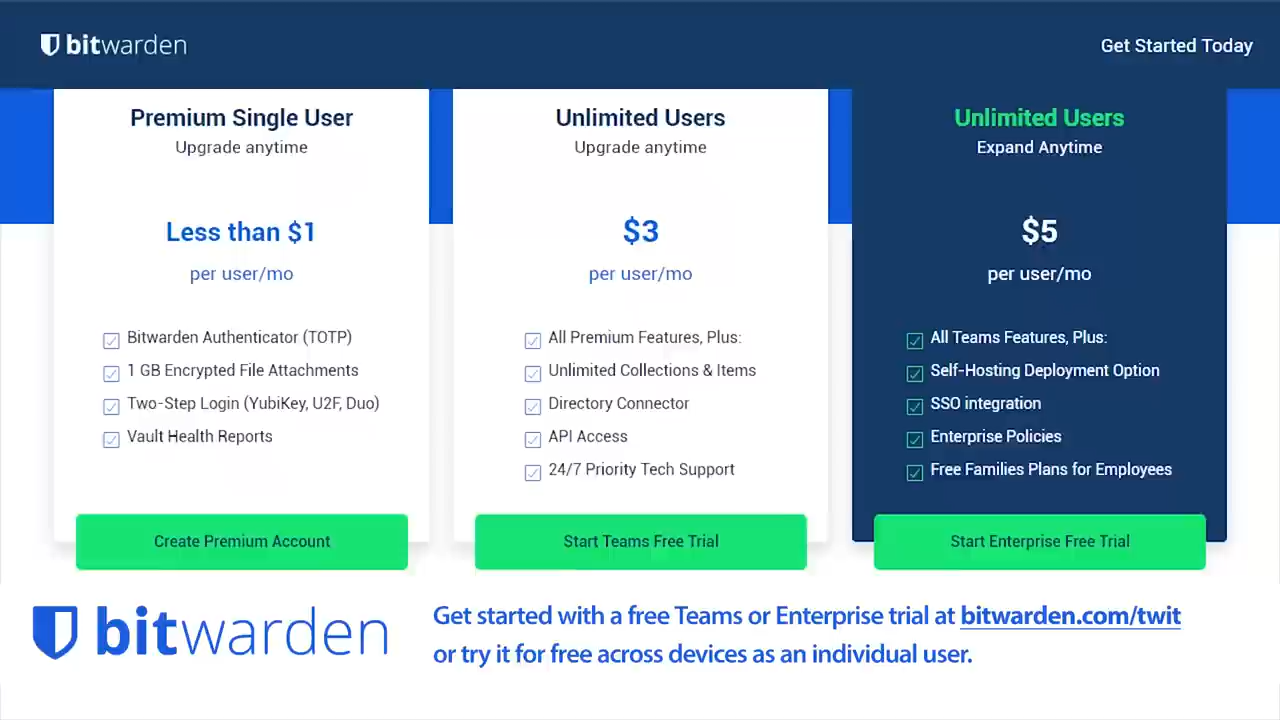 bitwarden
Get Started Today
Premium Single User
Upgrade anytime
Less than $1
per user/mo
Bitwarden Authenticator (TOTP)
1 GB Encrypted File Attachments
Two-Step Login (YubiKey, U2F, Duo)
Vault Health Reports
Create Premium Account
Unlimited Users
Upgrade anytime
$3
per user/mo
All Premium Features, Plus:
Unlimited Collections & Items
Directory Connector
API Access
24/7 Priority Tech Support
Start Teams Free Trial
Unlimited Users
Expand Anytime
$5
per user/mo
All Teams Features, Plus:
Self-Hosting Deployment Option
SSO integration
Enterprise Policies
Free Families Plans for Employees
Start Enterprise Free Trial
bitwarden
Get started with a free Teams or Enterprise trial at bitwarden.com/twit
or try it for free across devices as an individual user.